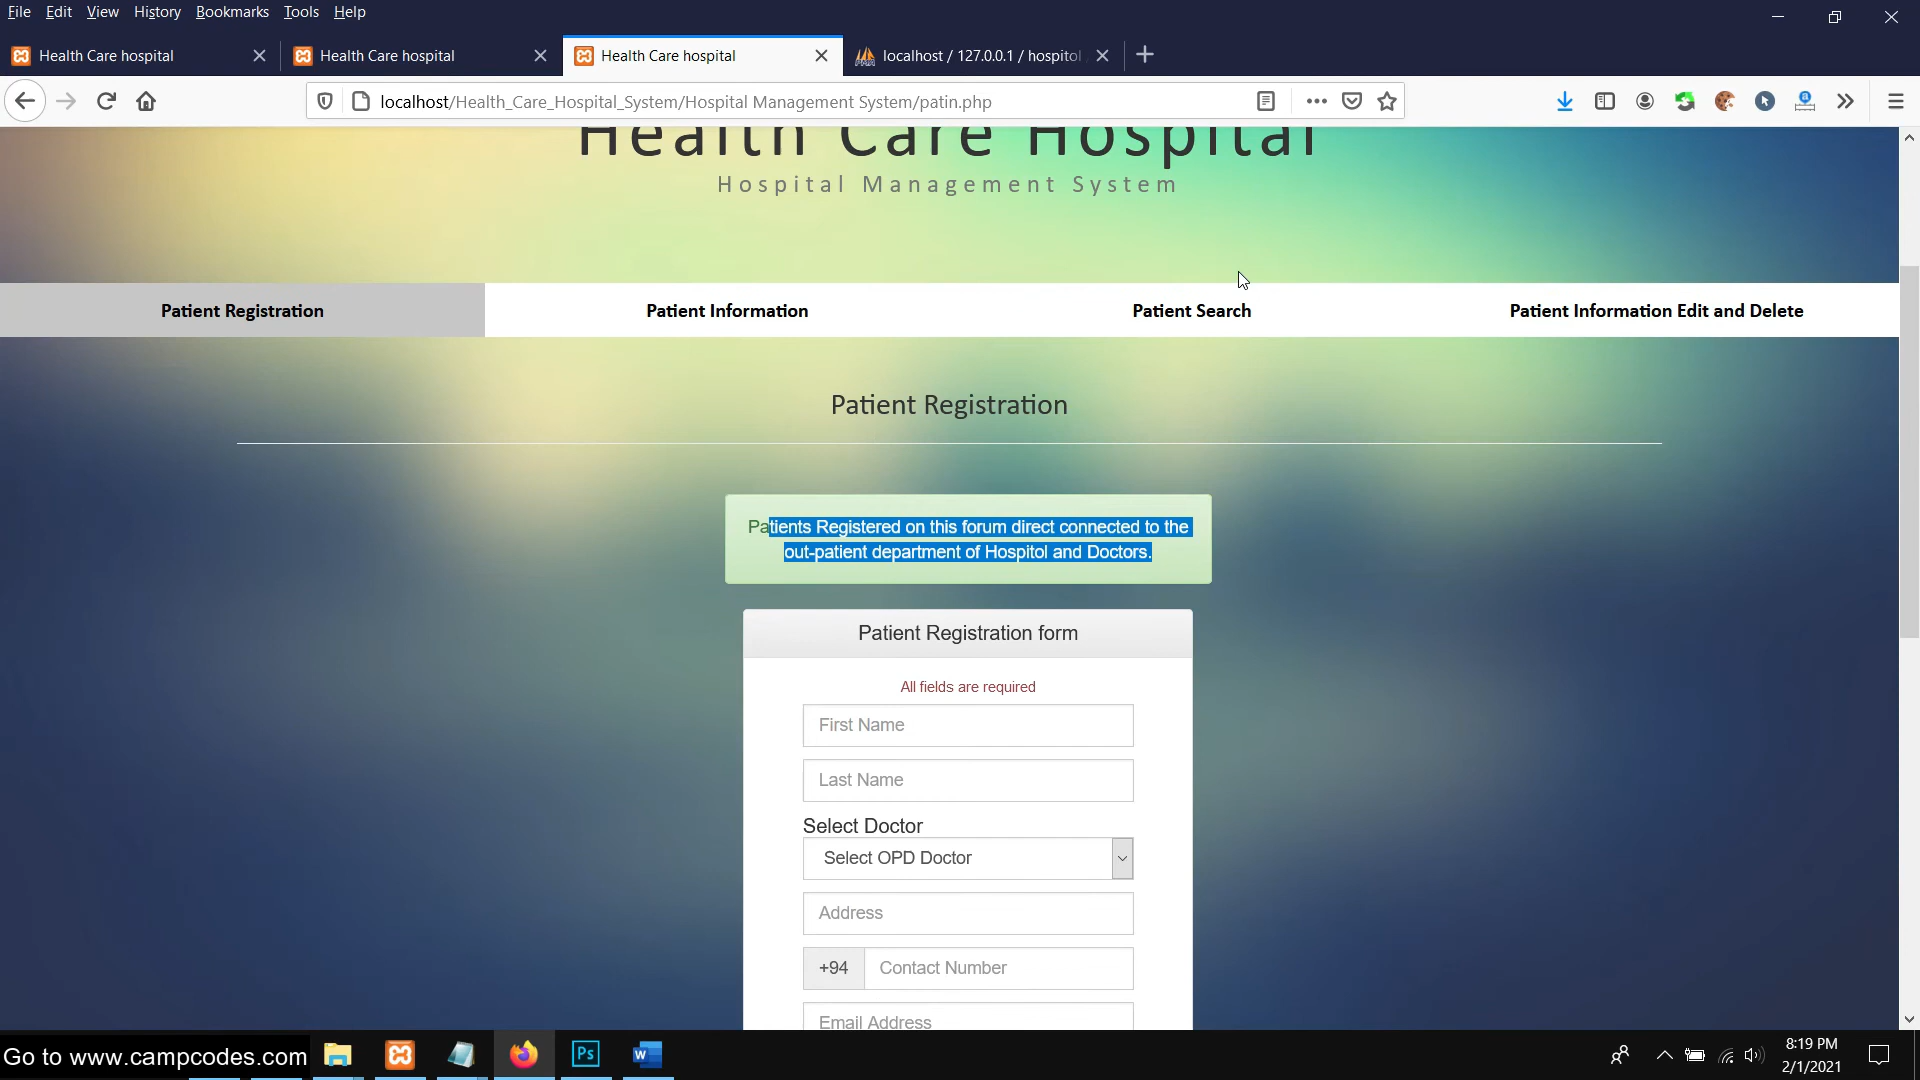 File Edit View History Bookmarks Tools Help
Health Care hospital
Health Care hospital
Health Care hospital
localhost / 127.0.0.1 / hospitol
localhost/Health_Care_Hospital_System/Hospital Management System/patin.php
Health Care Hospital
Hospital Management System
Patient Registration
Patient Information
Patient Search
Patient Information Edit and Delete
Patient Registration
Patients Registered on this forum direct connected to the
out-patient department of Hospitol and Doctors.
Patient Registration form
All fields are required
First Name
Last Name
Select Doctor
Select OPD Doctor
Address
+94 Contact Number
Email Address
Go to www.campcodes.com
Ps
W
8:19 PM
2/1/2021